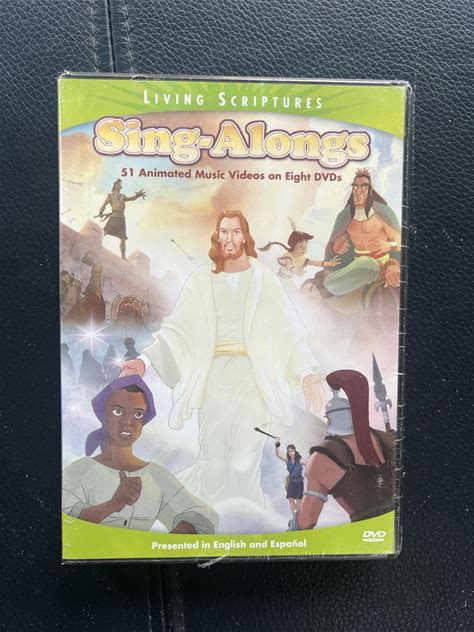 LIVING SCRIPTURES
Sing-Alongs
51 Animated Music Videos on Eight DVDs
Presented in English and Español
DVD